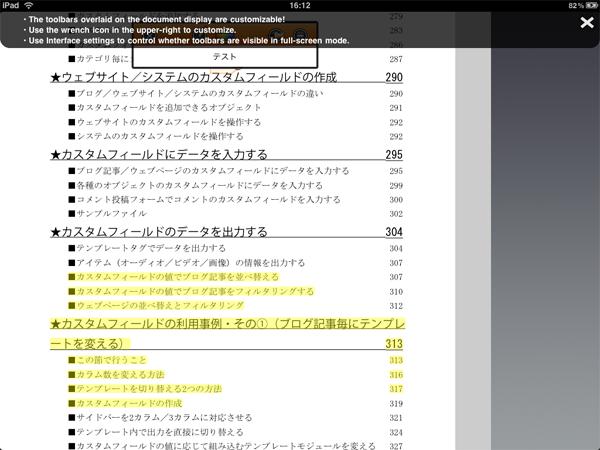 iPad 16:12 82%
• The toolbars overlaid on the document display are customizable!
• Use the wrench icon in the upper-right to customize.
• Use Interface settings to control whether toolbars are visible in full-screen mode.
279
283
286
■カテゴリ毎に 287
テスト
★ウェブサイト／システムのカスタムフィールドの作成 290
■ブログ／ウェブサイト／システムのカスタムフィールドの違い 290
■カスタムフィールドを追加できるオブジェクト 291
■ウェブサイトのカスタムフィールドを操作する 292
■システムのカスタムフィールドを操作する 292
★カスタムフィールドにデータを入力する 295
■ブログ記事／ウェブページのカスタムフィールドにデータを入力する 295
■各種のオブジェクトのカスタムフィールドにデータを入力する 299
■コメント投稿フォームでコメントのカスタムフィールドを入力する 300
■サンプルファイル 302
★カスタムフィールドのデータを出力する 304
■テンプレートタグでデータを出力する 304
■アイテム（オーディオ／ビデオ／画像）の情報を出力する 307
■カスタムフィールドの値でブログ記事を並べ替える 307
■カスタムフィールドの値でブログ記事をフィルタリングする 310
■ウェブページの並べ替えとフィルタリング 312
★カスタムフィールドの利用事例・その①（ブログ記事毎にテンプレ
ートを変える） 313
■この節で行うこと 313
■カラム数を変える方法 316
■テンプレートを切り替える2つの方法 317
■カスタムフィールドの作成 319
■サイドバーを2カラム／3カラムに対応させる 321
■テンプレート内で出力を直接に切り替える 324
■カスタムフィールドの値に応じて組み込むテンプレートモジュールを変える 327